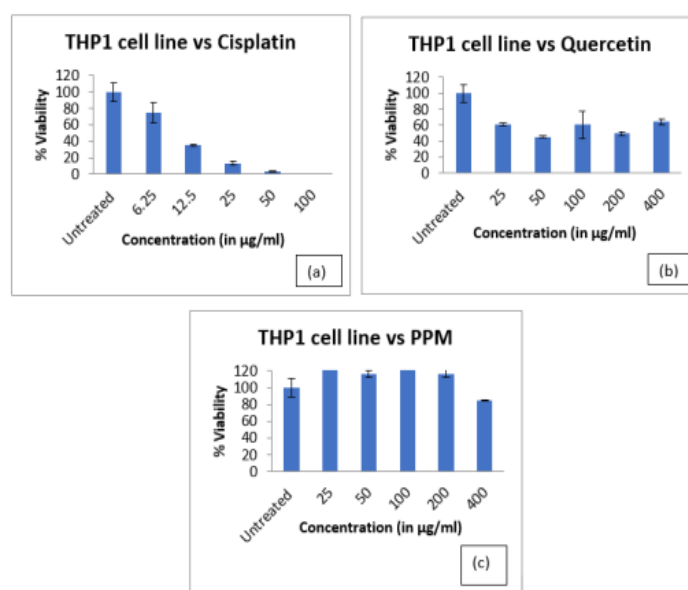 THP1 cell line vs Cisplatin
120
100
80
60
40
20
0
% Viability
Untreated
6.25
12.5
25
50
100
Concentration (in µg/ml)
(a)
THP1 cell line vs Quercetin
120
100
80
60
40
20
0
% Viability
Untreated
25
50
100
200
400
Concentration (in µg/ml)
(b)
THP1 cell line vs PPM
120
100
80
60
40
20
0
% Viability
Untreated
25
50
100
200
400
Concentration (in µg/ml)
(c)